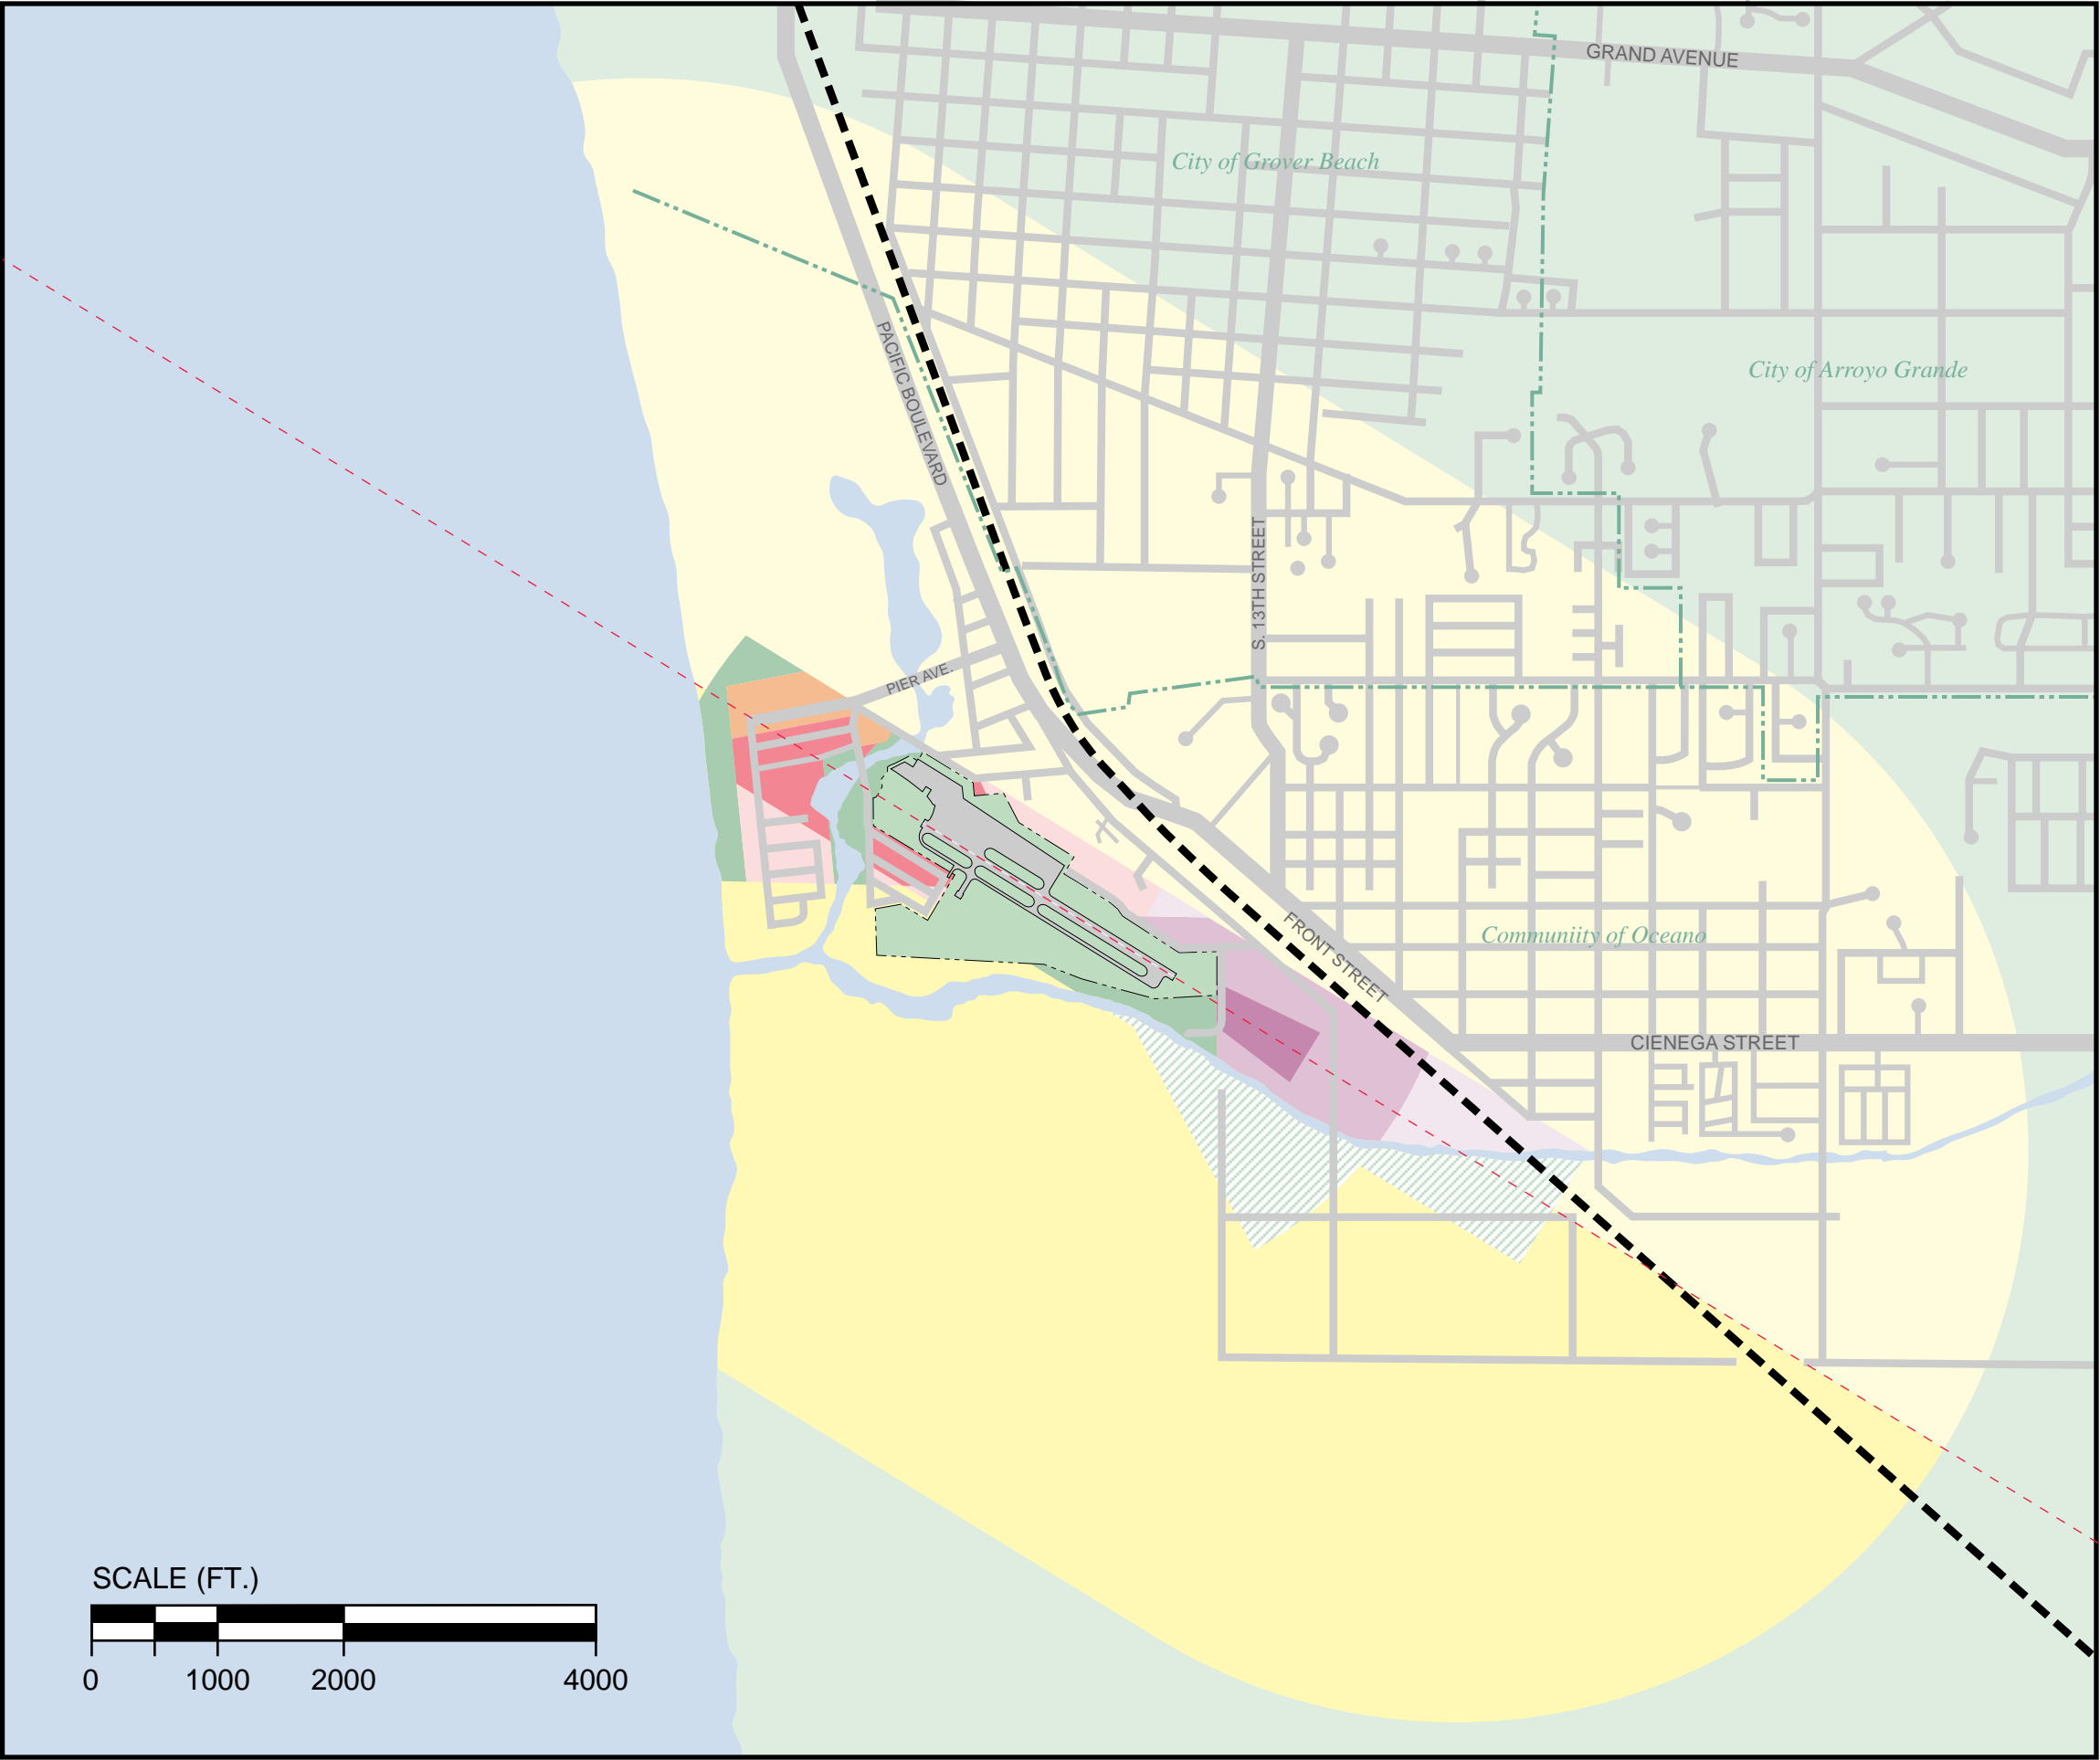 GRAND AVENUE
City of Grover Beach
City of Arroyo Grande
PACIFIC BOULEVARD
S. 13TH STREET
PIER AVE.
FRONT STREET
Communiity of Oceano
CIENEGA STREET
SCALE (FT.)
0 1000 2000 4000